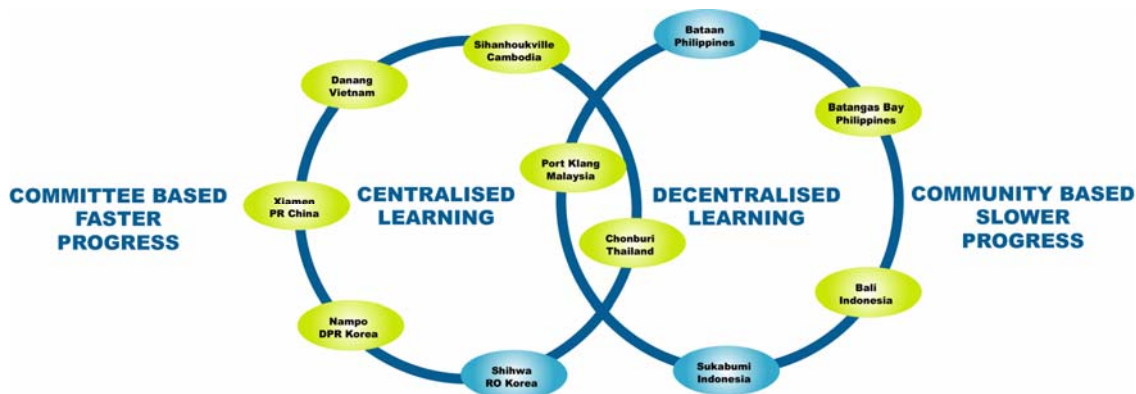 Sihanoukville
Cambodia
Bataan
Philippines
Danang
Vietnam
Batangas Bay
Philippines
Port Klang
Malaysia
COMMITTEE BASED
FASTER
PROGRESS
Xiamen
PR China
CENTRALISED
LEARNING
DECENTRALISED
LEARNING
COMMUNITY BASED
SLOWER
PROGRESS
Chonburi
Thailand
Bali
Indonesia
Nampo
DPR Korea
Shihwa
RO Korea
Sukabumi
Indonesia